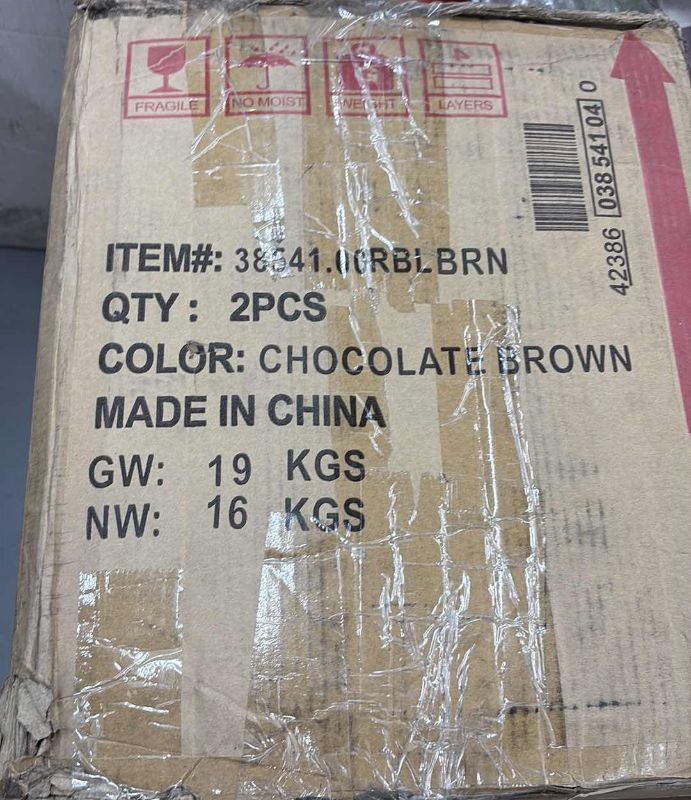 FRAGILE NO MOIST WEIGHT 4 LAYERS
ITEM#: 38541.00RBLBRN
QTY: 2PCS
COLOR: CHOCOLATE BROWN
MADE IN CHINA
GW: 19 KGS
NW: 16 KGS
42386 038 541 04 0